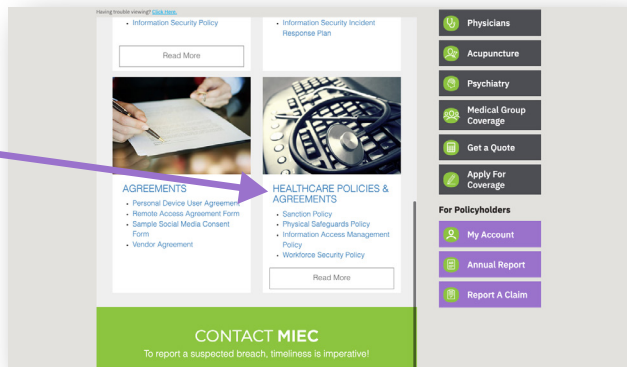 Having trouble viewing? Click Here.
• Information Security Policy
Read More
• Information Security Incident
Response Plan
AGREEMENTS
• Personal Device User Agreement
• Remote Access Agreement Form
• Sample Social Media Consent
Form
• Vendor Agreement
HEALTHCARE POLICIES &
AGREEMENTS
• Sanction Policy
• Physical Safeguards Policy
• Information Access Management
Policy
• Workforce Security Policy
Read More
CONTACT MIEC
To report a suspected breach, timeliness is imperative!
Physicians
Acupuncture
Psychiatry
Medical Group
Coverage
Get a Quote
Apply For
Coverage
For Policyholders
My Account
Annual Report
Report A Claim